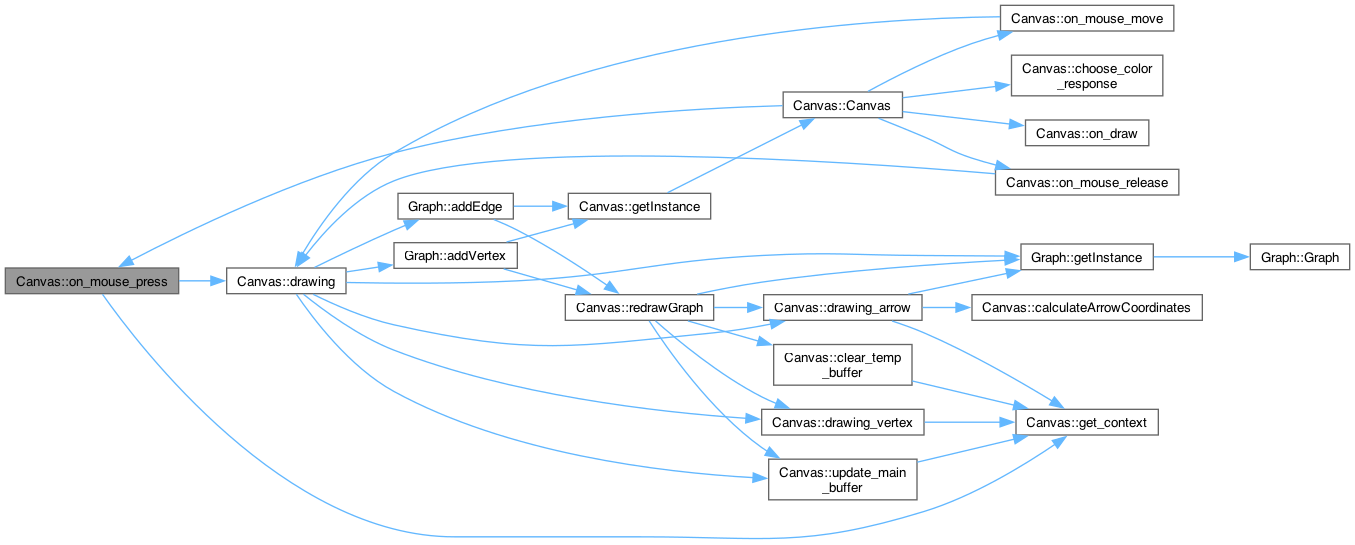 Canvas::on_mouse_move
Canvas::choose_color
_response
Canvas::Canvas
Canvas::on_draw
Canvas::on_mouse_release
Graph::addEdge
Canvas::getInstance
Graph::addVertex
Graph::getInstance
Graph::Graph
Canvas::on_mouse_press
Canvas::drawing
Canvas::redrawGraph
Canvas::drawing_arrow
Canvas::calculateArrowCoordinates
Canvas::clear_temp
_buffer
Canvas::drawing_vertex
Canvas::get_context
Canvas::update_main
_buffer